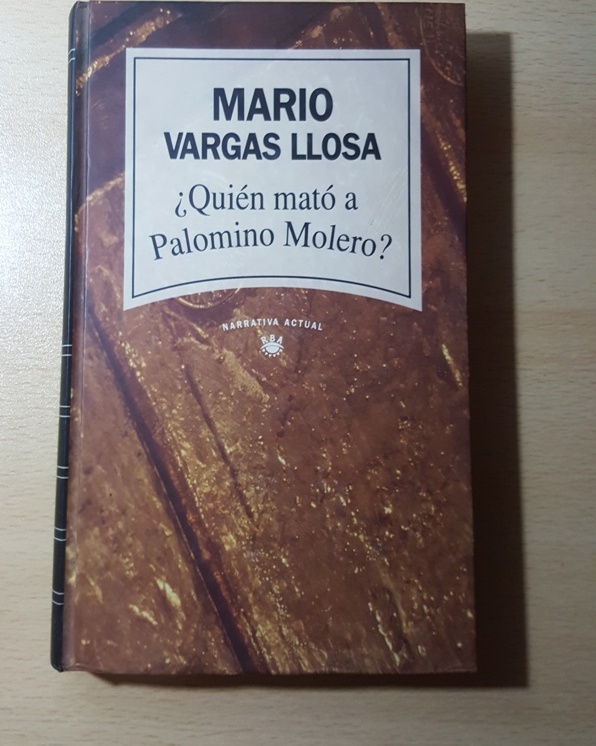 MARIO
VARGAS LLOSA
¿Quién mató a
Palomino Molero?
NARRATIVA ACTUAL
RBA